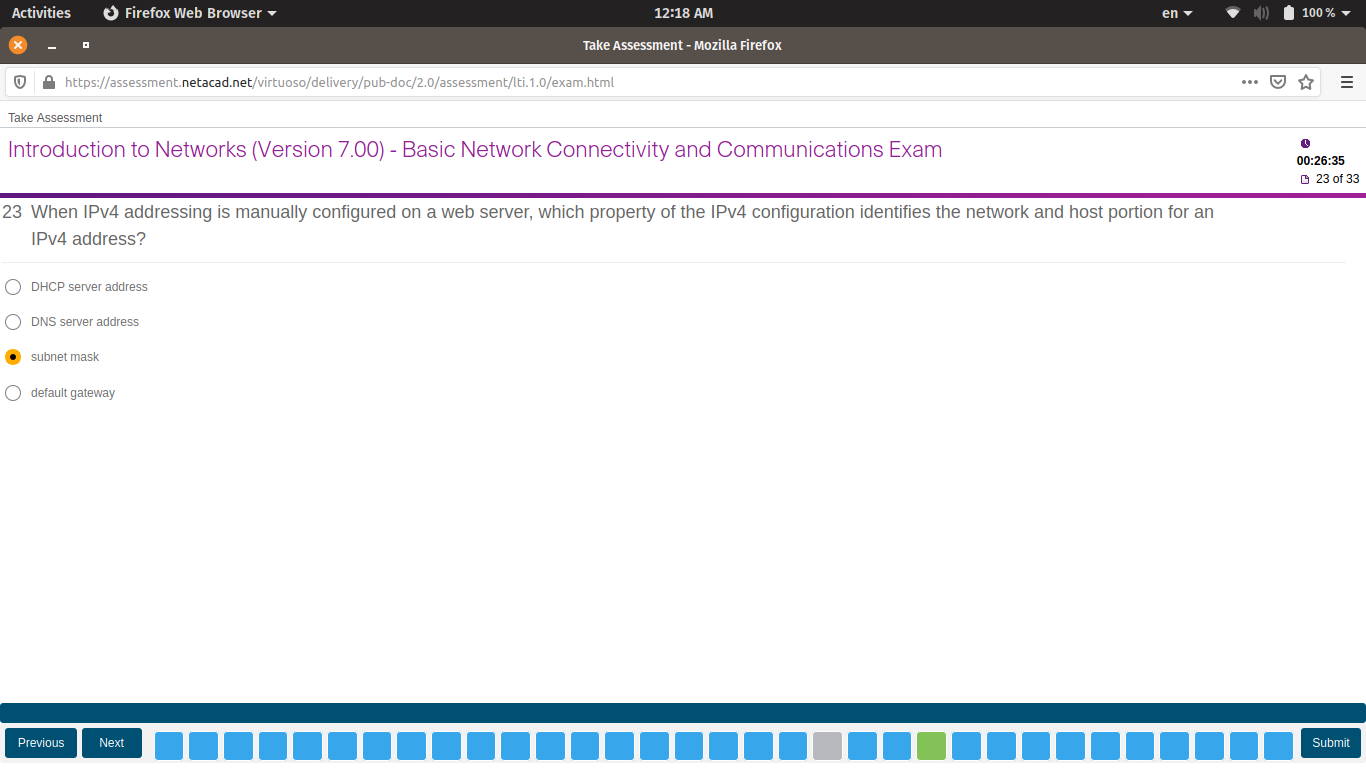 Activities Firefox Web Browser 12:18 AM en 100 %
Take Assessment - Mozilla Firefox
https://assessment.netacad.net/virtuoso/delivery/pub-doc/2.0/assessment/lti.1.0/exam.html
Take Assessment
Introduction to Networks (Version 7.00) - Basic Network Connectivity and Communications Exam
00:26:35
23 of 33
23 When IPv4 addressing is manually configured on a web server, which property of the IPv4 configuration identifies the network and host portion for an
IPv4 address?
DHCP server address
DNS server address
subnet mask
default gateway
Previous Next Submit